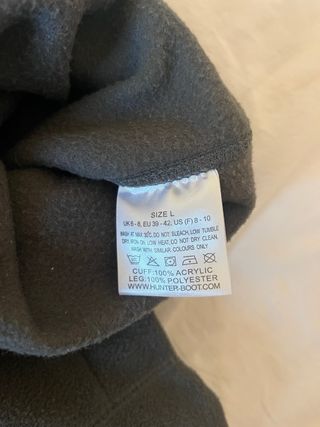 SIZE L
UK6 - 8, EU 39 - 42, US (F) 8 - 10
WASH AT MAX 30°C, DO NOT BLEACH, LOW TUMBLE
DRY, IRON ON LOW HEAT, DO NOT DRY CLEAN.
WASH WITH SIMILAR COLOURS ONLY
CUFF:100% ACRYLIC
LEG:100% POLYESTER
WWW.HUNTER-BOOT.COM